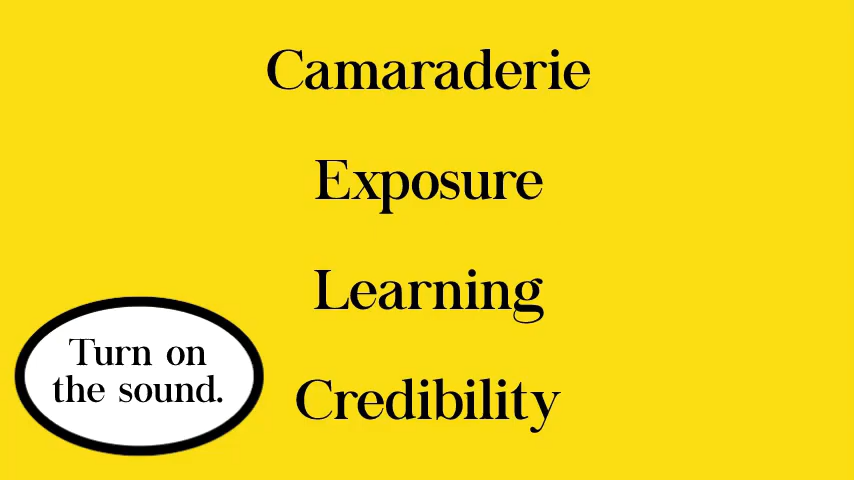 Camaraderie
Exposure
Learning
Credibility
Turn on
the sound.